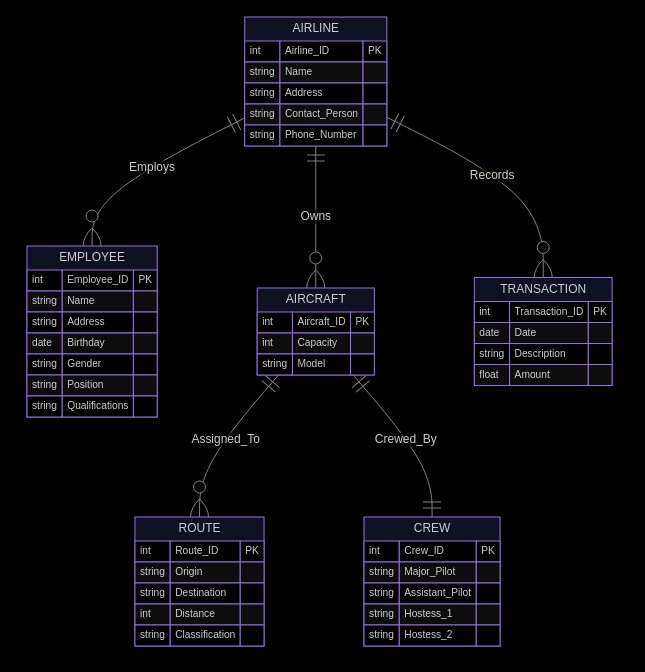 AIRLINE
int Airline_ID PK
string Name
string Address
string Contact_Person
string Phone_Number
Employs
Owns
Records
EMPLOYEE
int Employee_ID PK
string Name
string Address
date Birthday
string Gender
string Position
string Qualifications
AIRCRAFT
int Aircraft_ID PK
int Capacity
string Model
TRANSACTION
int Transaction_ID PK
date Date
string Description
float Amount
Assigned_To
Crewed_By
ROUTE
int Route_ID PK
string Origin
string Destination
int Distance
string Classification
CREW
int Crew_ID PK
string Major_Pilot
string Assistant_Pilot
string Hostess_1
string Hostess_2